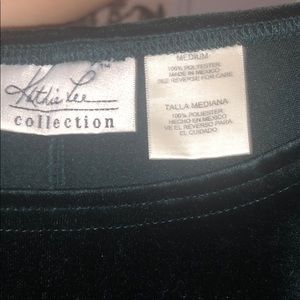 Kathie Lee
collection
MEDIUM
100% POLYESTER
MADE IN MEXICO
SEE REVERSE FOR CARE
TALLA MEDIANA
100% POLIESTER
HECHO EN MEXICO
VE EL REVERSO PARA
EL CUIDADO